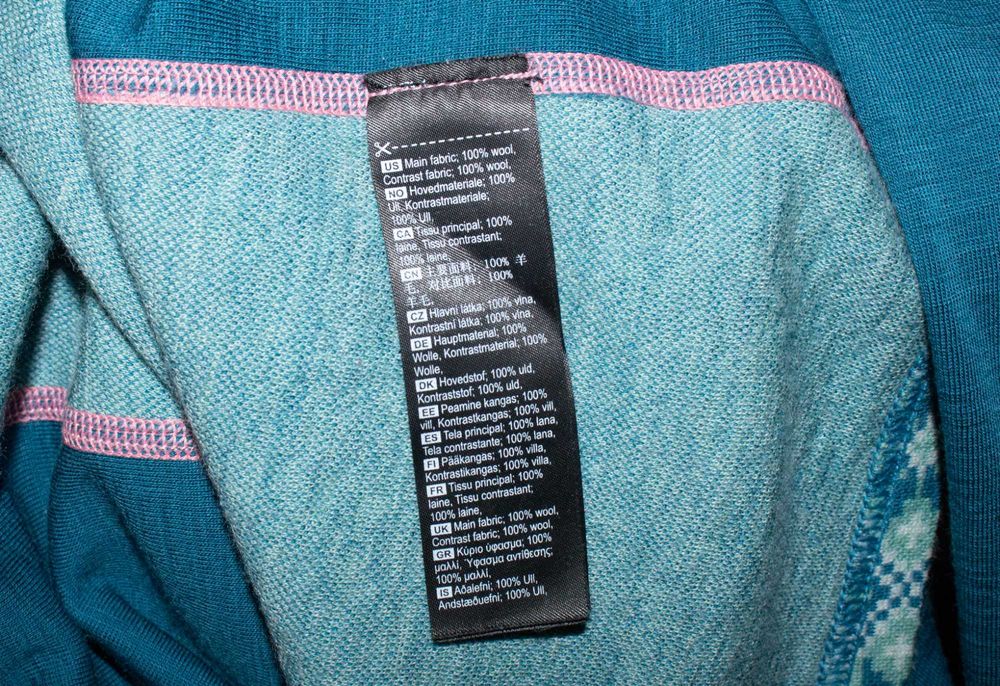 US Main fabric; 100% wool,
Contrast fabric; 100% wool,
NO Hovedmateriale; 100%
Ull, Kontrastmateriale;
100% Ull,
CA Tissu principal; 100%
laine, Tissu contrastant;
100% laine,
CN 主要面料; 100% 羊
毛, 对比面料; 100%
羊毛,
CZ Hlavní látka; 100% vlna,
Kontrastní látka; 100% vlna,
DE Hauptmaterial; 100%
Wolle, Kontrastmaterial; 100%
Wolle,
DK Hovedstof; 100% uld,
Kontraststof; 100% uld,
EE Peamine kangas; 100%
vill, Kontrastkangas; 100% vill,
ES Tela principal; 100% lana,
Tela contrastante; 100% lana,
FI Pääkangas; 100% villa,
Kontrastikangas; 100% villa,
FR Tissu principal; 100%
laine, Tissu contrastant;
100% laine,
UK Main fabric; 100% wool,
Contrast fabric; 100% wool,
GR Κύριο ύφασμα; 100%
μαλλί, Ύφασμα αντίθεσης;
100% μαλλί,
IS Aðalefni; 100% Ull,
Andstæðuefni; 100% Ull,